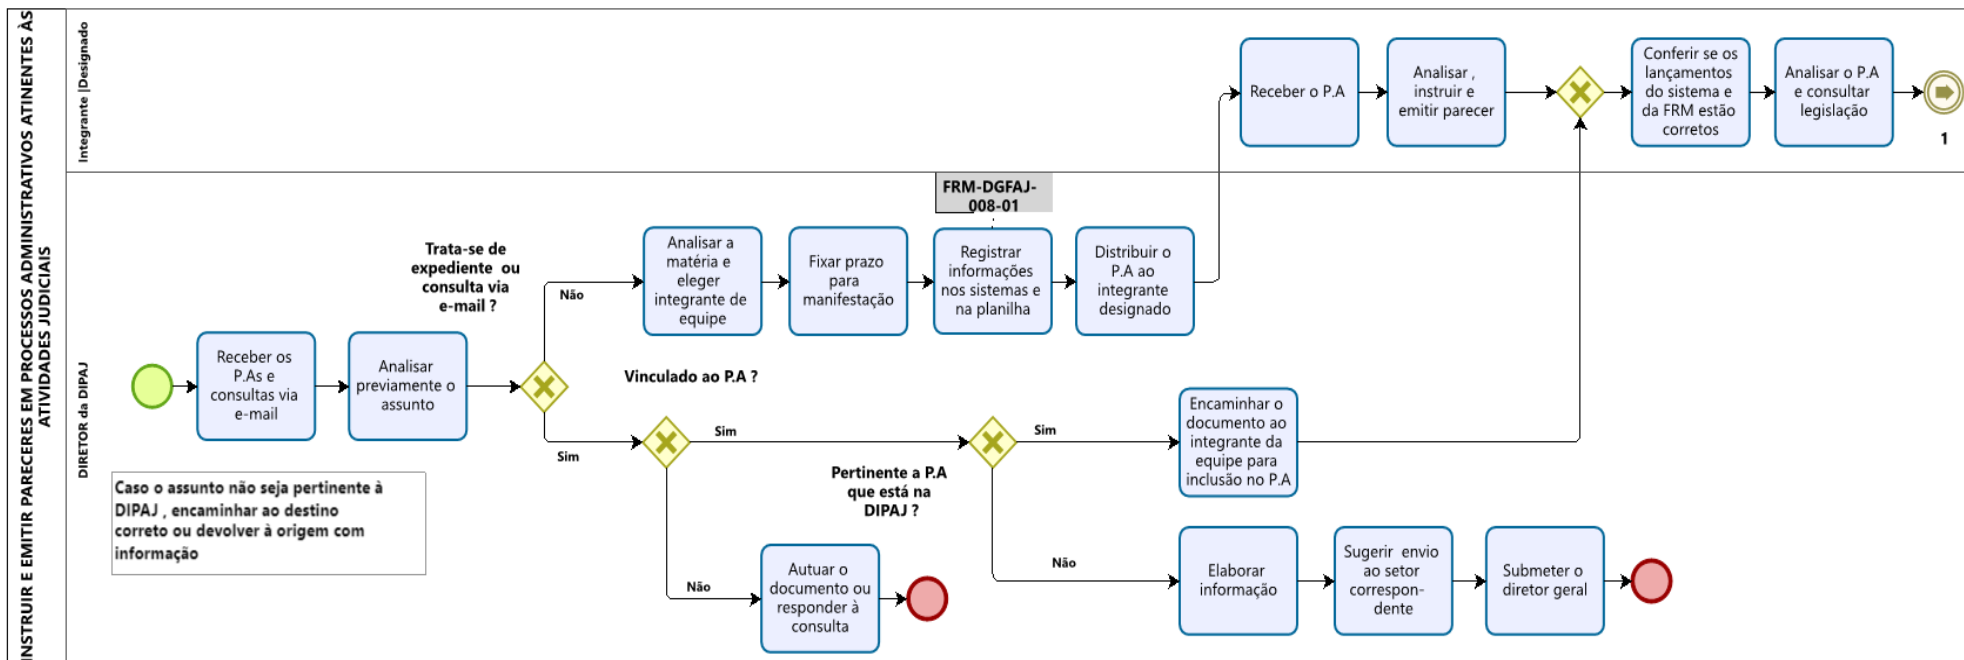 INSTRUIR E EMITIR PARECERES EM PROCESSOS ADMINISTRATIVOS ATINENTES ÀS
ATIVIDADES JUDICIAIS
Integrante |Designado
Receber o P.A
Analisar ,
instruir e
emitir parecer
Conferir se os
lançamentos
do sistema e
da FRM estão
corretos
Analisar o P.A
e consultar
legislação
1
DIRETOR da DIPAJ
FRM-DGFAJ-
008-01
Trata-se de
expediente ou
consulta via
e-mail ?
Não
Analisar a
matéria e
eleger
integrante de
equipe
Fixar prazo
para
manifestação
Registrar
informações
nos sistemas e
na planilha
Distribuir o
P.A ao
integrante
designado
Receber os
P.As e
consultas via
e-mail
Analisar
previamente o
assunto
Vinculado ao P.A ?
Sim
Sim
Pertinente a P.A
que está na
DIPAJ ?
Sim
Encaminhar o
documento ao
integrante da
equipe para
inclusão no P.A
Caso o assunto não seja pertinente à
DIPAJ , encaminhar ao destino
correto ou devolver à origem com
informação
Não
Autuar o
documento ou
responder à
consulta
Não
Elaborar
informação
Sugerir envio
ao setor
correspon-
dente
Submeter o
diretor geral